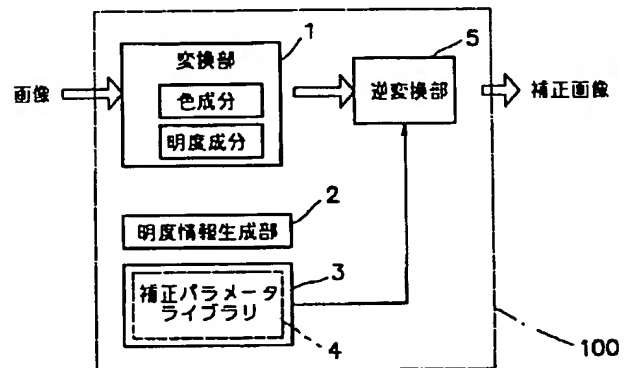 1
5
変換部
画像
色成分
明度成分
逆変換部
補正画像
2
明度情報生成部
3
補正パラメータ
ライブラリ
4
100